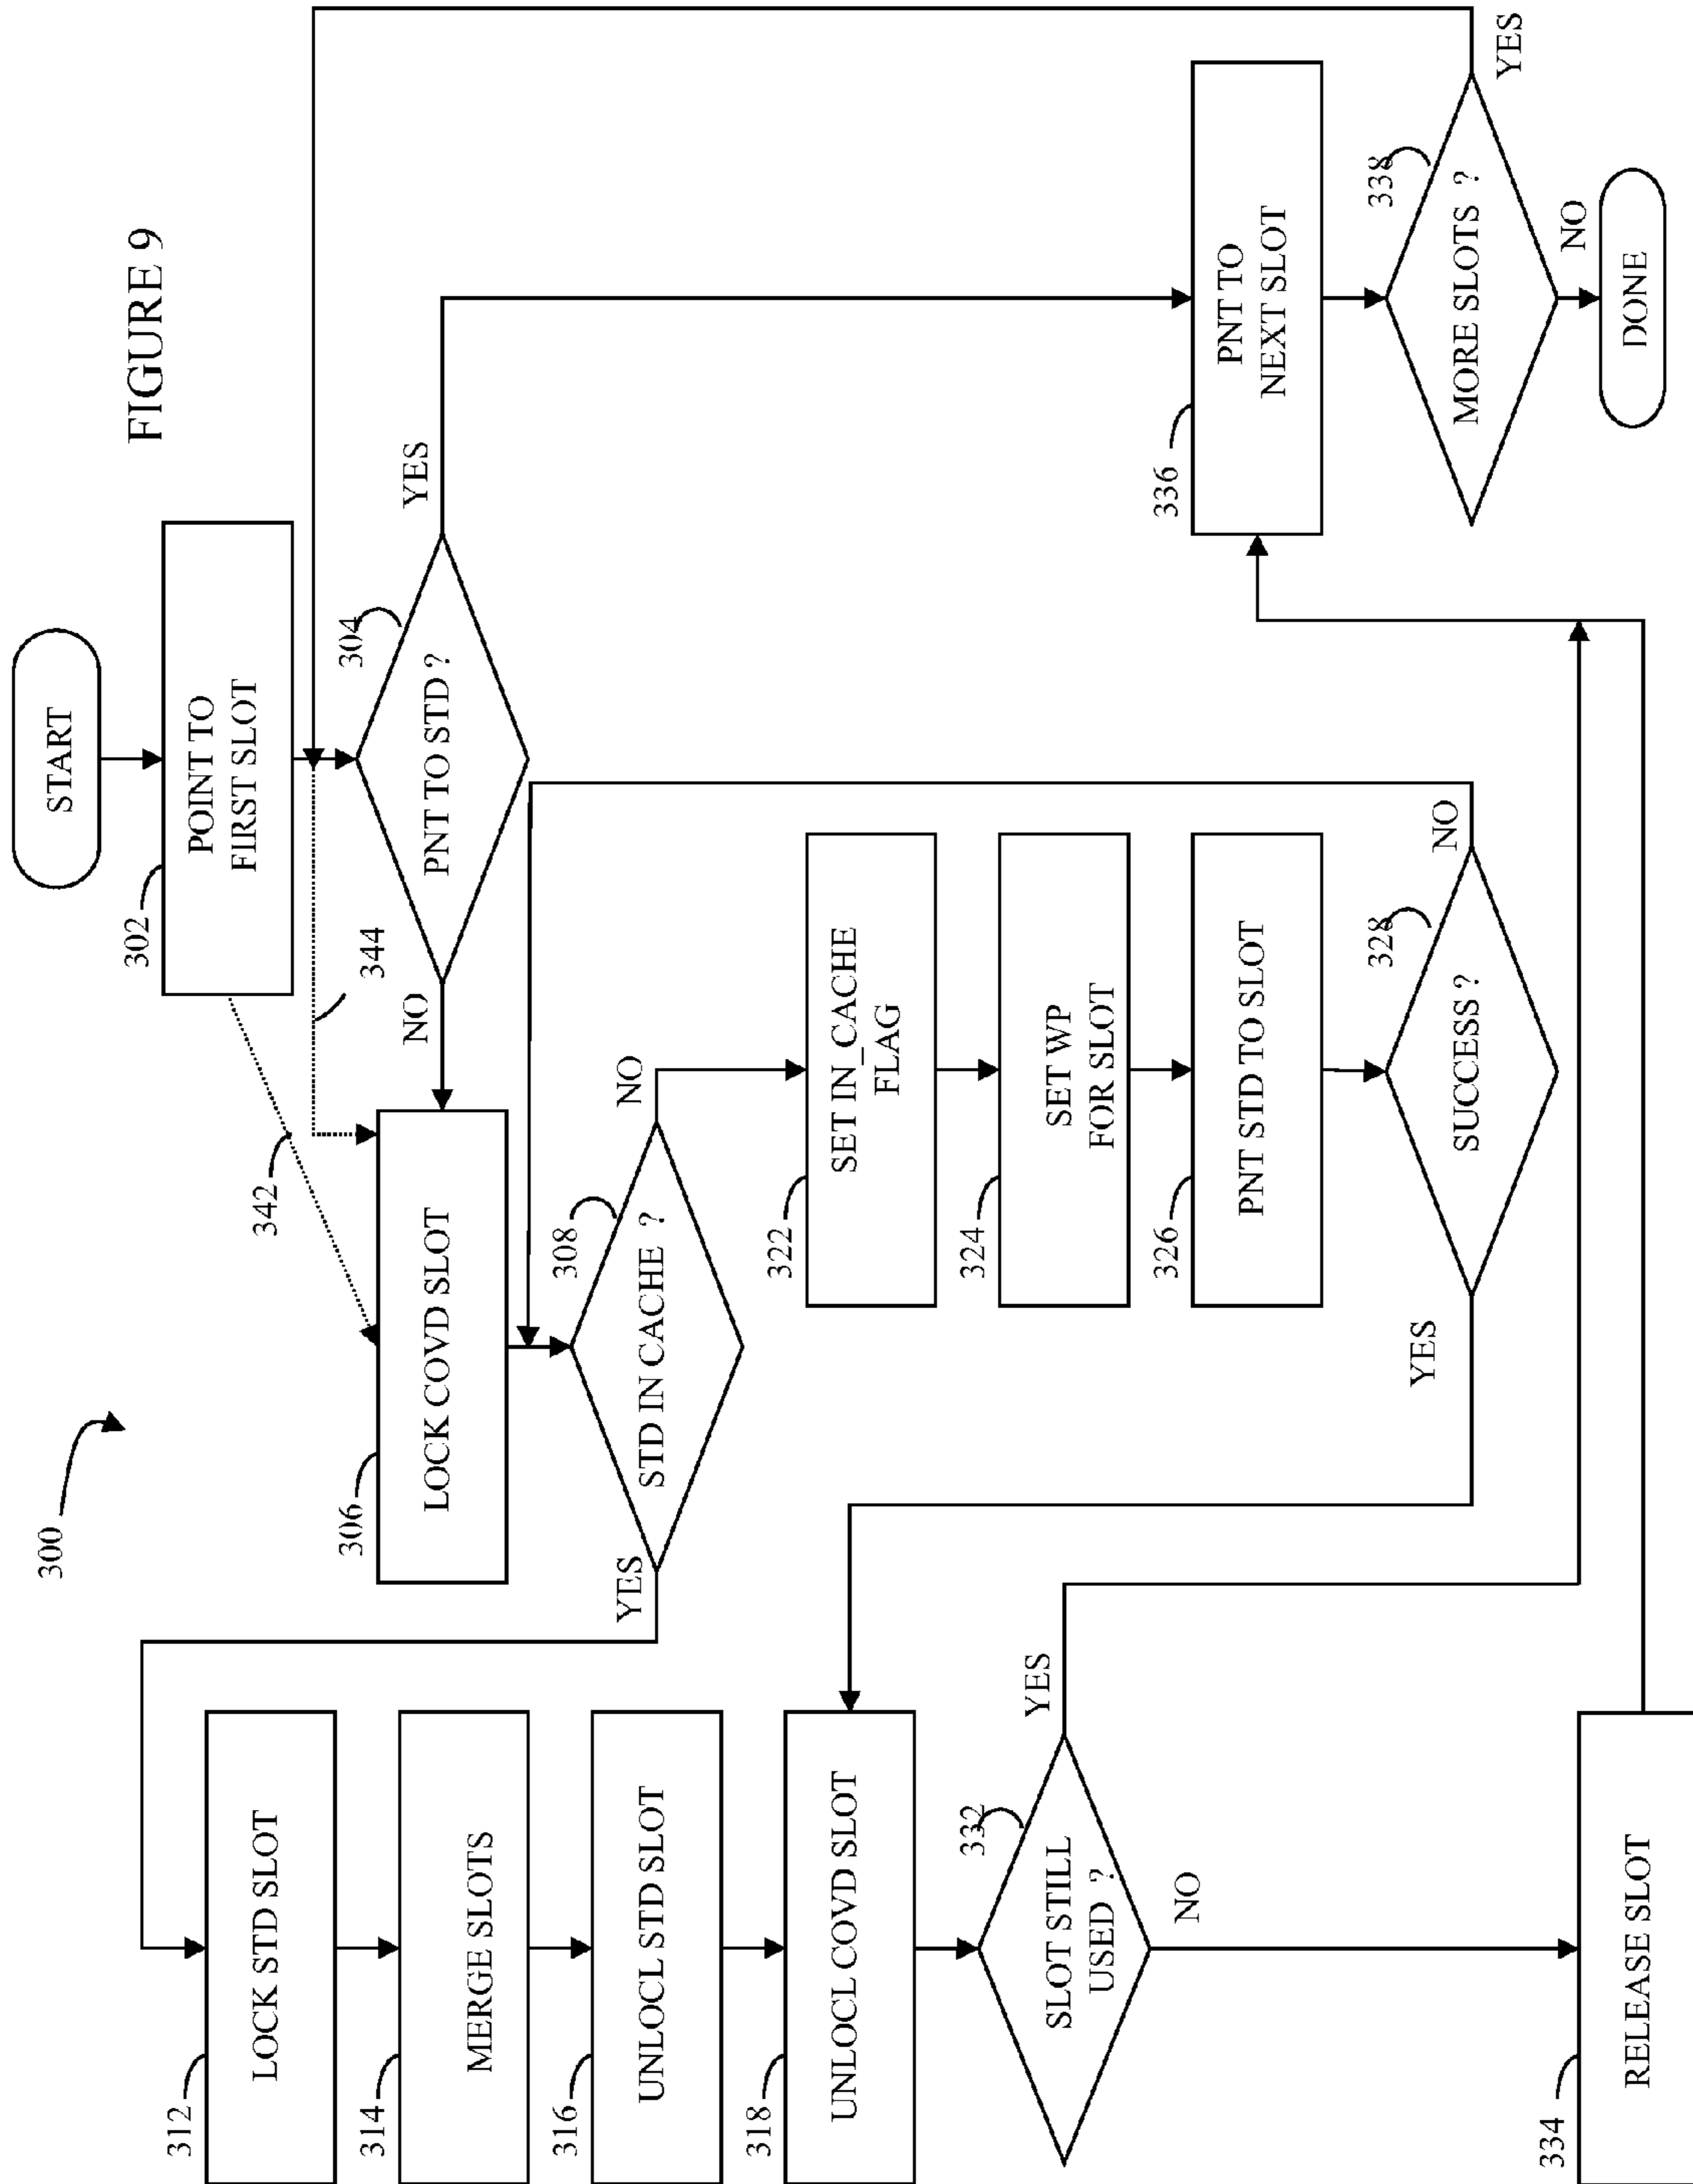 FIGURE 9
300
START
302
POINT TO
FIRST SLOT
344
342
304
PNT TO STD ?
YES
NO
306
LOCK COVD SLOT
308
STD IN CACHE ?
YES
NO
312
LOCK STD SLOT
314
MERGE SLOTS
316
UNLOCL STD SLOT
318
UNLOCL COVD SLOT
322
SET IN_CACHE
FLAG
324
SET WP
FOR SLOT
326
PNT STD TO SLOT
328
SUCCESS ?
YES
NO
332
SLOT STILL
USED ?
YES
NO
334
RELEASE SLOT
336
PNT TO
NEXT SLOT
338
MORE SLOTS ?
YES
NO
DONE